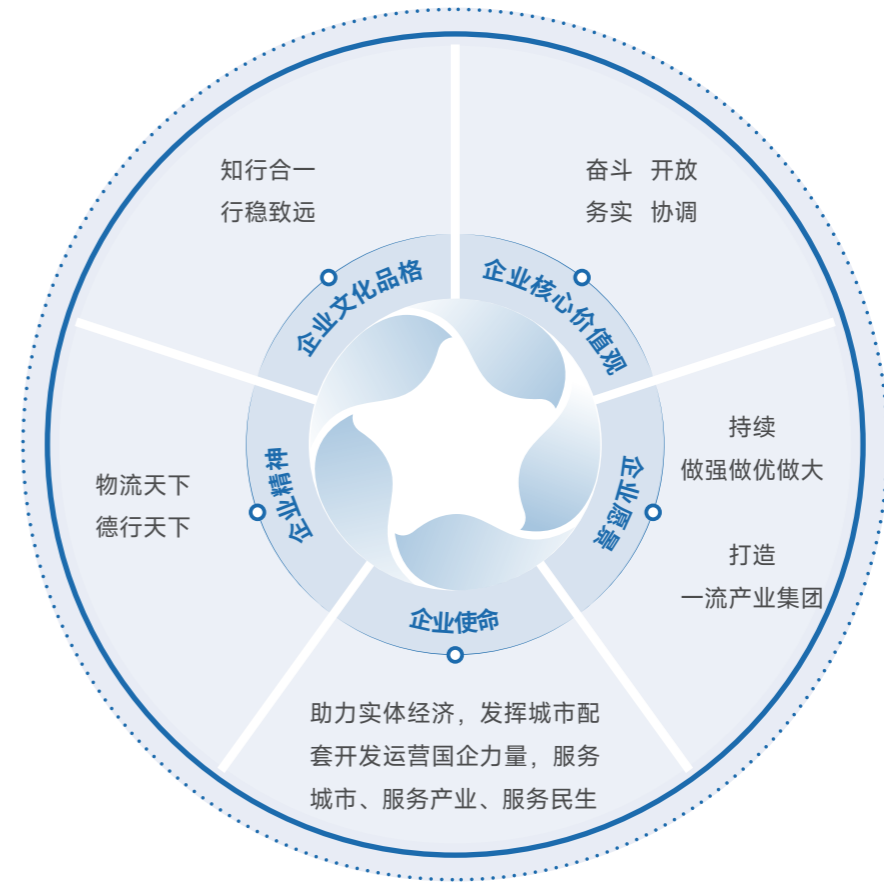 知行合一
行稳致远
企业文化品格
奋斗 开放
务实 协调
企业核心价值观
持续
做强做优做大
打造
一流产业集团
企业愿景
助力实体经济，发挥城市配
套开发运营国企力量，服务
城市、服务产业、服务民生
企业使命
物流天下
德行天下
企业精神